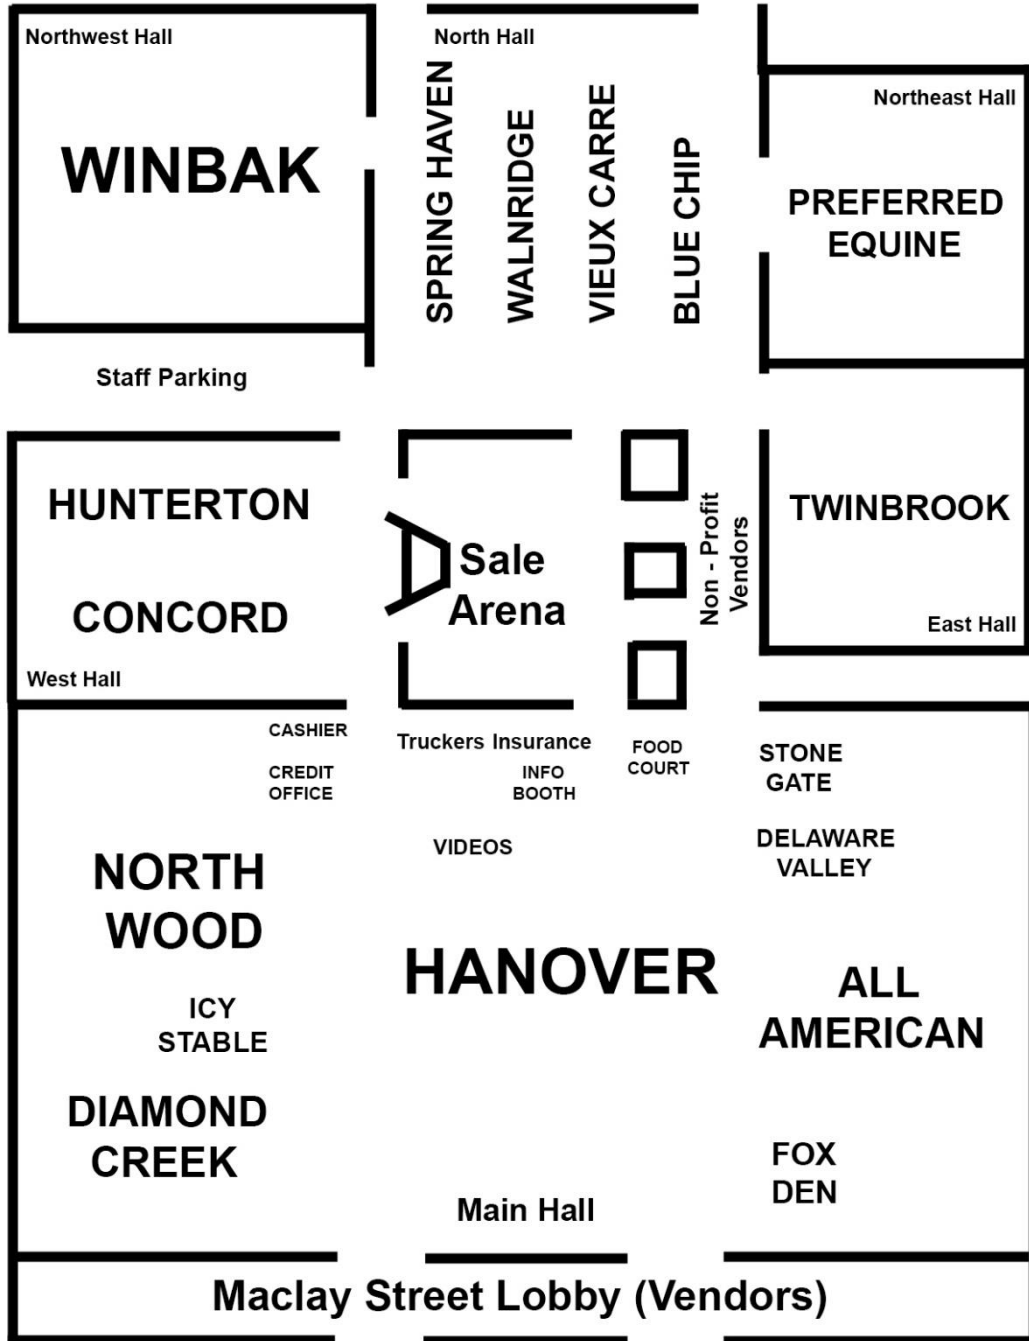 Northwest Hall
WINBAK
North Hall
SPRING HAVEN
WALNRIDGE
VIEUX CARRE
BLUE CHIP
Northeast Hall
PREFERRED
EQUINE
Staff Parking
HUNTERTON
CONCORD
West Hall
Sale
Arena
Non - Profit
Vendors
TWINBROOK
East Hall
CASHIER
CREDIT
OFFICE
Truckers Insurance
INFO
BOOTH
FOOD
COURT
STONE
GATE
VIDEOS
DELAWARE
VALLEY
NORTH
WOOD
HANOVER
ALL
AMERICAN
ICY
STABLE
DIAMOND
CREEK
FOX
DEN
Main Hall
Maclay Street Lobby (Vendors)